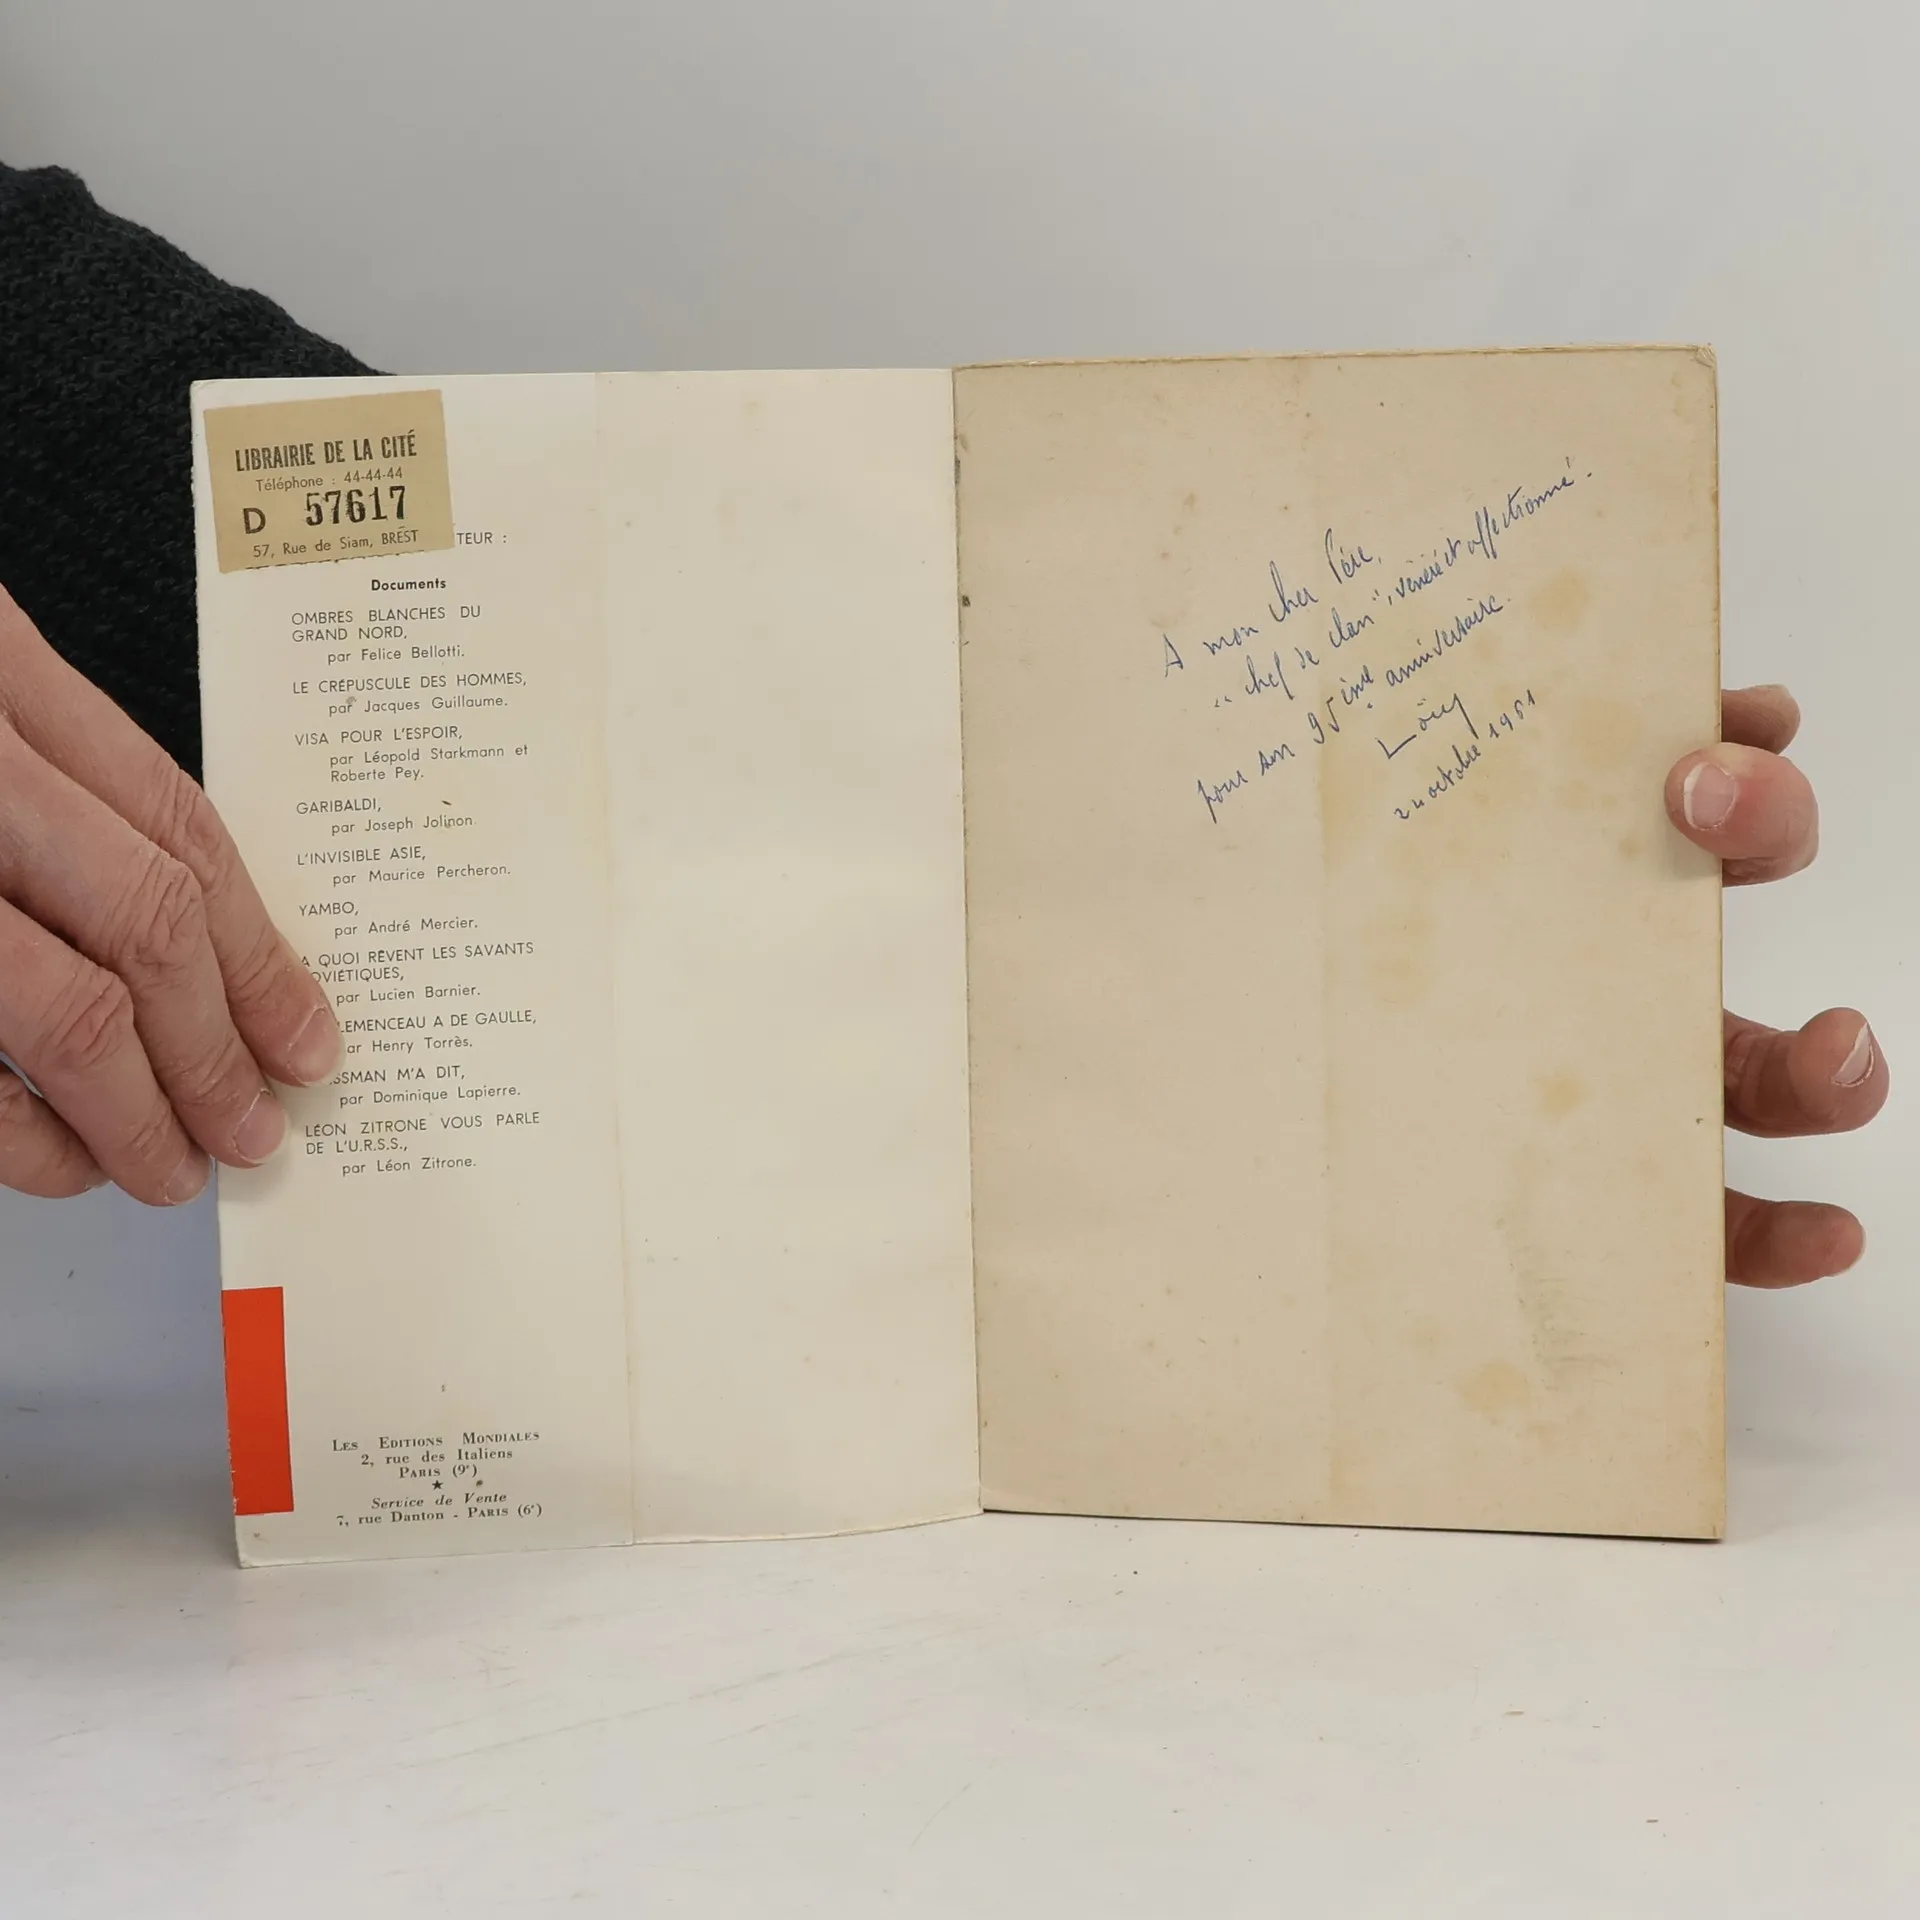 LIBRAIRIE DE LA CITÉ
Téléphone : 44-44-44
D 57617
57, Rue de Siam, BREST
TEUR :
Documents
OMBRES BLANCHES DU
GRAND NORD,
par Felice Bellotti.
LE CRÉPUSCULE DES HOMMES,
par Jacques Guillaume.
VISA POUR L'ESPOIR,
par Léopold Starkmann et
Roberte Pey.
GARIBALDI,
par Joseph Jolinon.
L'INVISIBLE ASIE,
par Maurice Percheron.
YAMBO,
par André Mercier.
A QUOI RÊVENT LES SAVANTS
OVIÉTIQUES,
par Lucien Barnier.
LEMENCEAU A DE GAULLE,
ar Henry Torrès.
SSMAN M'A DIT,
par Dominique Lapierre.
LÉON ZITRONE VOUS PARLE
DE L'U.R.S.S.,
par Léon Zitrone.
LES EDITIONS MONDIALES
2, rue des Italiens
PARIS (9e)
★
Service de Vente
7, rue Danton - PARIS (6e)
A mon cher Père,
"chef de clan", vénéré et affectionné.
pour son 95ème anniversaire.
24 octobre 1961